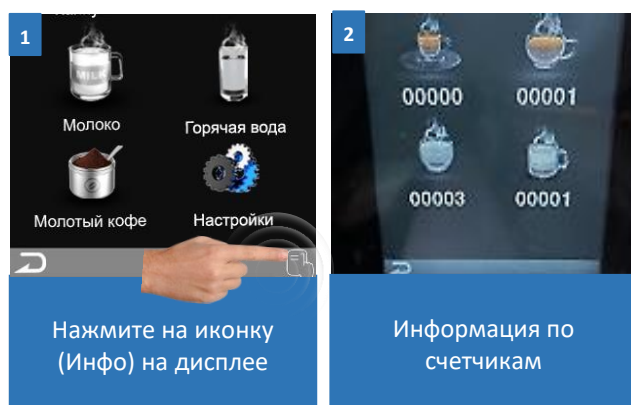 1
Молоко
Горячая вода
Молотый кофе
Настройки
Нажмите на иконку
(Инфо) на дисплее
2
00000
00001
00003
00001
Информация по
счетчикам